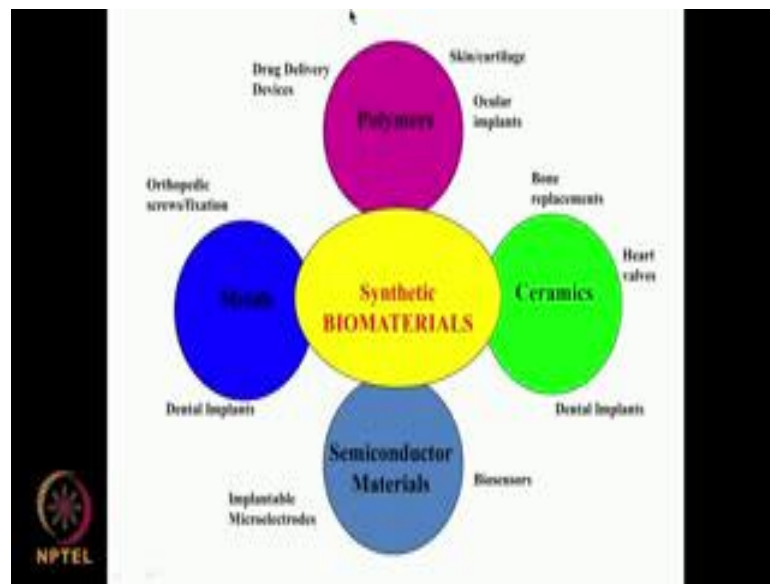 Drug Delivery
Devices
Skin/cartilage
Polymers
Ocular
implants
Orthopedic
screws/fixation
Bone
replacements
Metals
Synthetic
BIOMATERIALS
Ceramics
Heart
valves
Dental Implants
Dental Implants
Semiconductor
Materials
Implantable
Microelectrodes
Biosensors
NPTEL